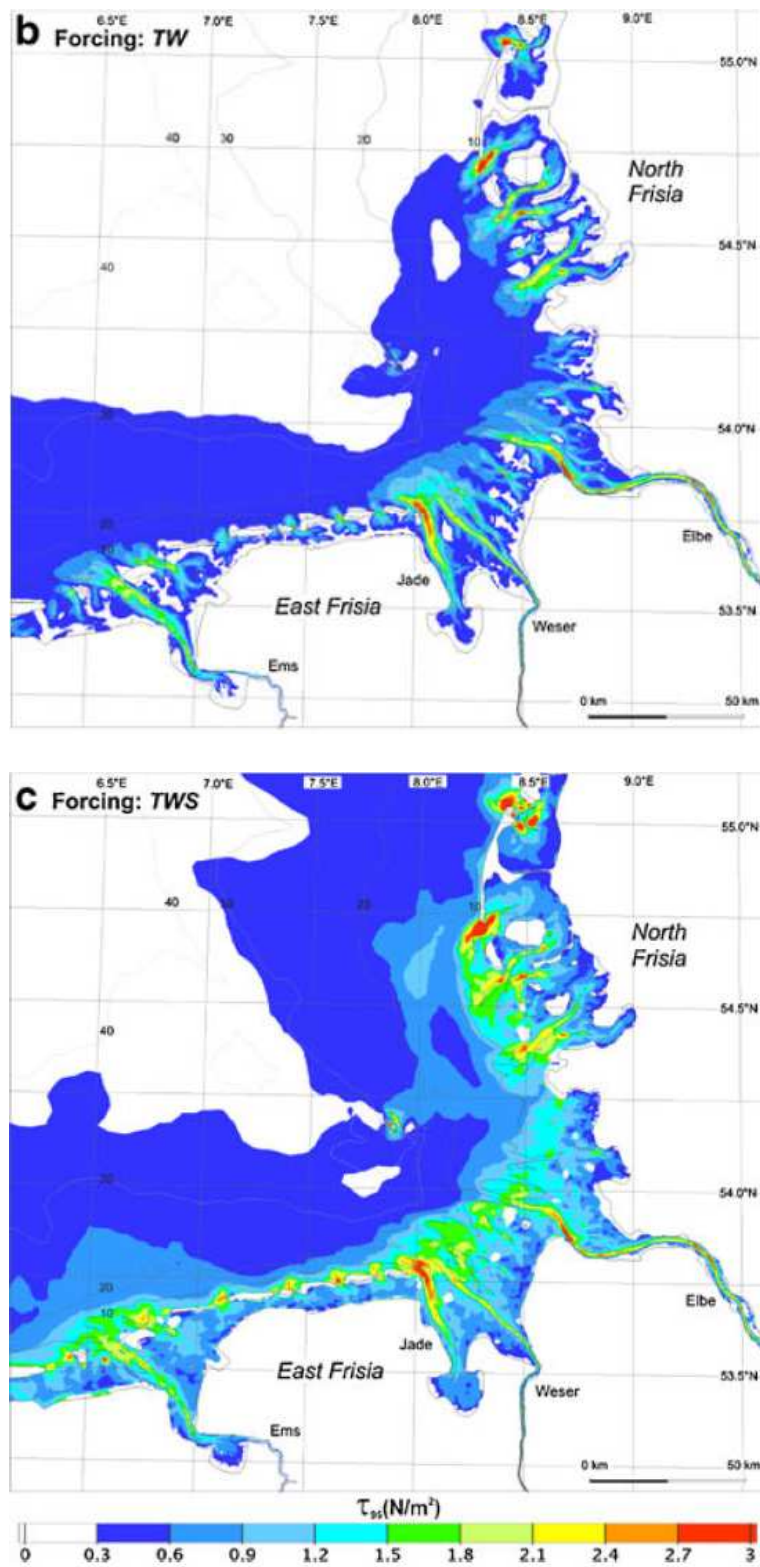 b Forcing: TW
6.5°E 7.0°E 7.5°E 8.0°E 8.5°E 9.0°E
55.0°N
40 30 20 10
North
Frisia
54.5°N
40
54.0°N
20
10
Elbe
Jade
East Frisia
53.5°N
Weser
Ems
0 km 50 km
c Forcing: TWS
6.5°E 7.0°E 7.5°E 8.0°E 8.5°E 9.0°E
55.0°N
40 20 10
North
Frisia
54.5°N
40
54.0°N
20
10
Elbe
Jade
East Frisia
53.5°N
Weser
Ems
0 km 50 km
τ₉₅(N/m²)
0 0.3 0.6 0.9 1.2 1.5 1.8 2.1 2.4 2.7 3